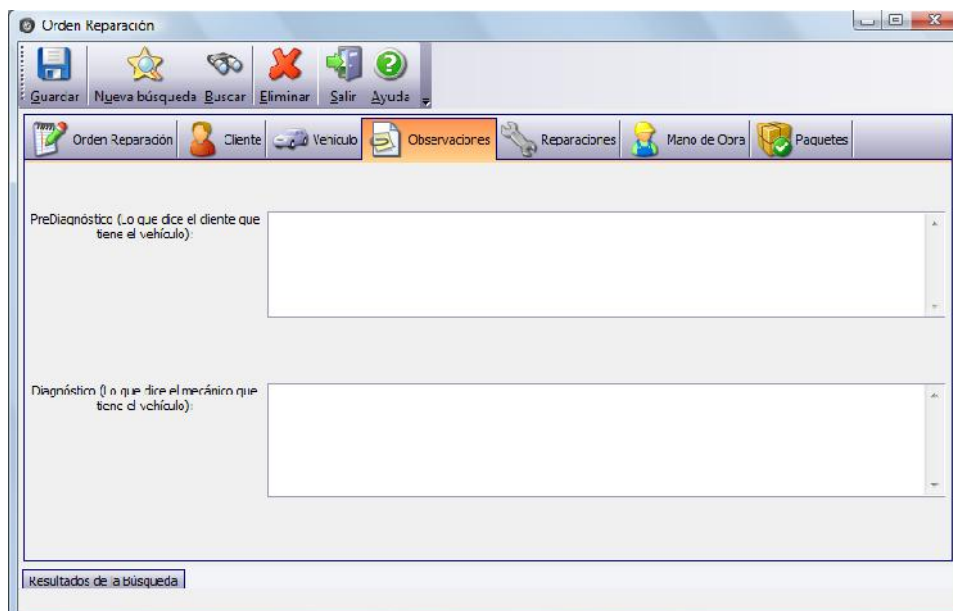 Orden Reparación
Guardar Nueva búsqueda Buscar Eliminar Salir Ayuda
Orden Reparación Cliente Vehículo Observaciones Reparaciones Mano de Obra Paquetes
PreDiagnóstico (Lo que dice el cliente que
tiene el vehículo):
Diagnóstico (Lo que dice el mecánico que
tiene el vehículo):
Resultados de la Búsqueda